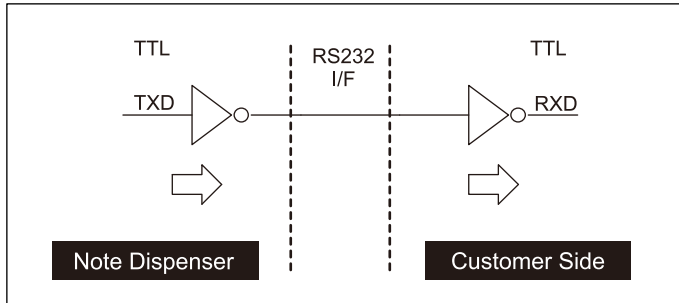 TTL
RS232
I/F
TTL
TXD
RXD
Note Dispenser
Customer Side